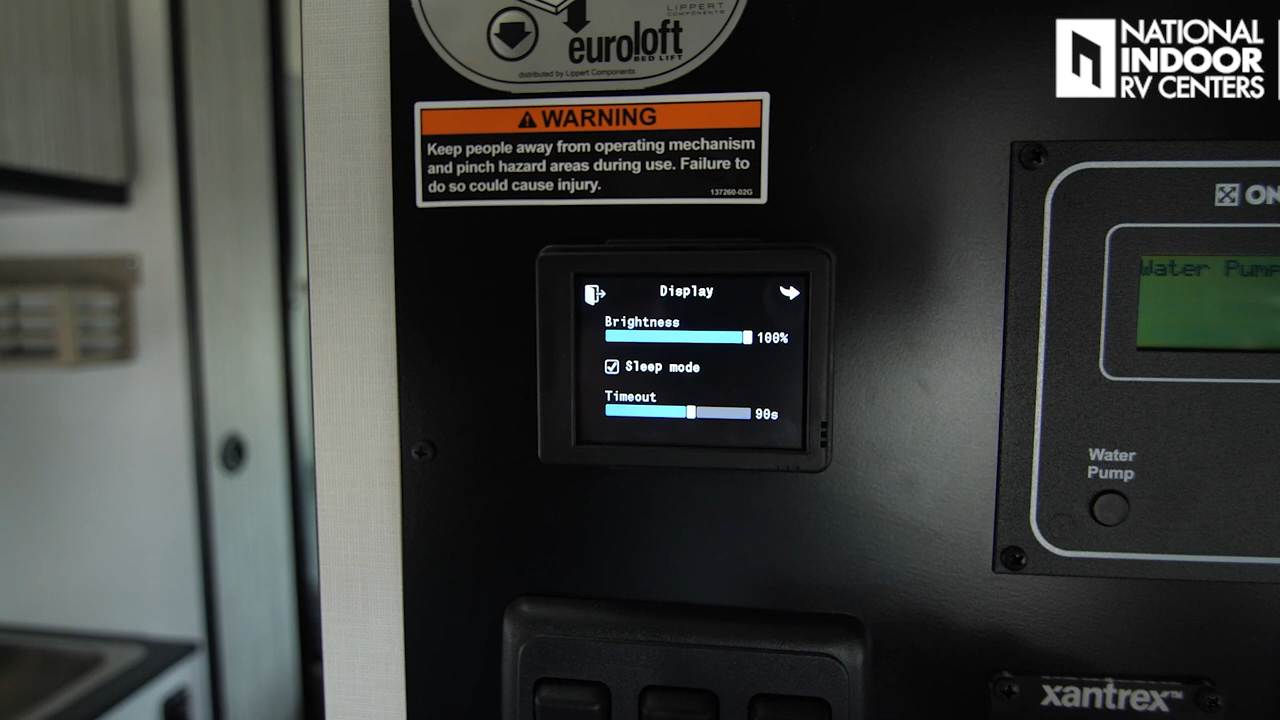 LIPPERT
COMPONENTS
euroloft
BED LIFT
distributed by Lippert Components
NATIONAL
INDOOR
RV CENTERS
WARNING
Keep people away from operating mechanism
and pinch hazard areas during use. Failure to
do so could cause injury.
137260-02G
ON
Water Pump
Display
Brightness
100%
Sleep mode
Timeout
90s
Water
Pump
xantrex™